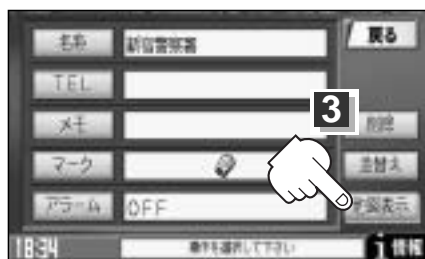 名称 新宿警察署 戻る
TEL
メモ 3 削除
マーク 並替え
アラーム OFF 地図表示
18:34 操作を選択して下さい 情報